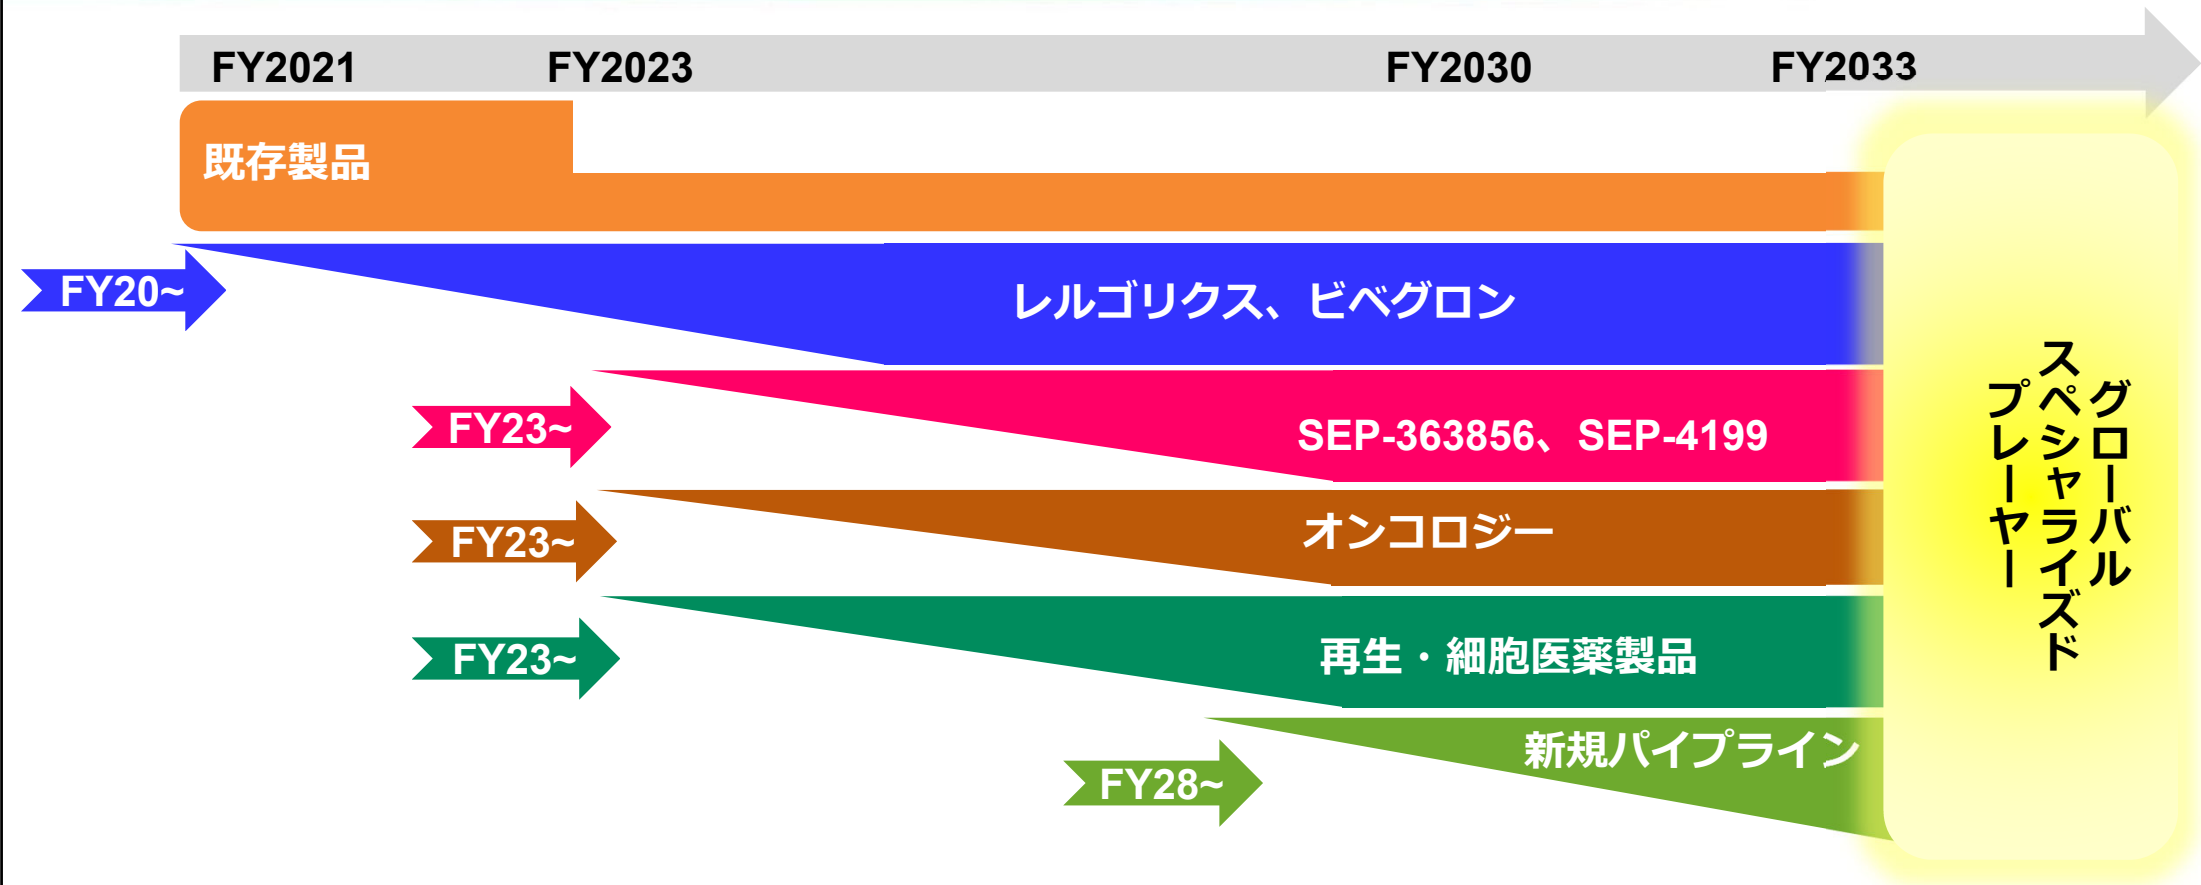 FY2021 FY2023 FY2030 FY2033
既存製品
FY20~
レルゴリクス、ビベグロン
FY23~
SEP-363856、SEP-4199
FY23~
オンコロジー
FY23~
再生・細胞医薬製品
FY28~
新規パイプライン
グローバル
スペシャライズド
プレーヤー